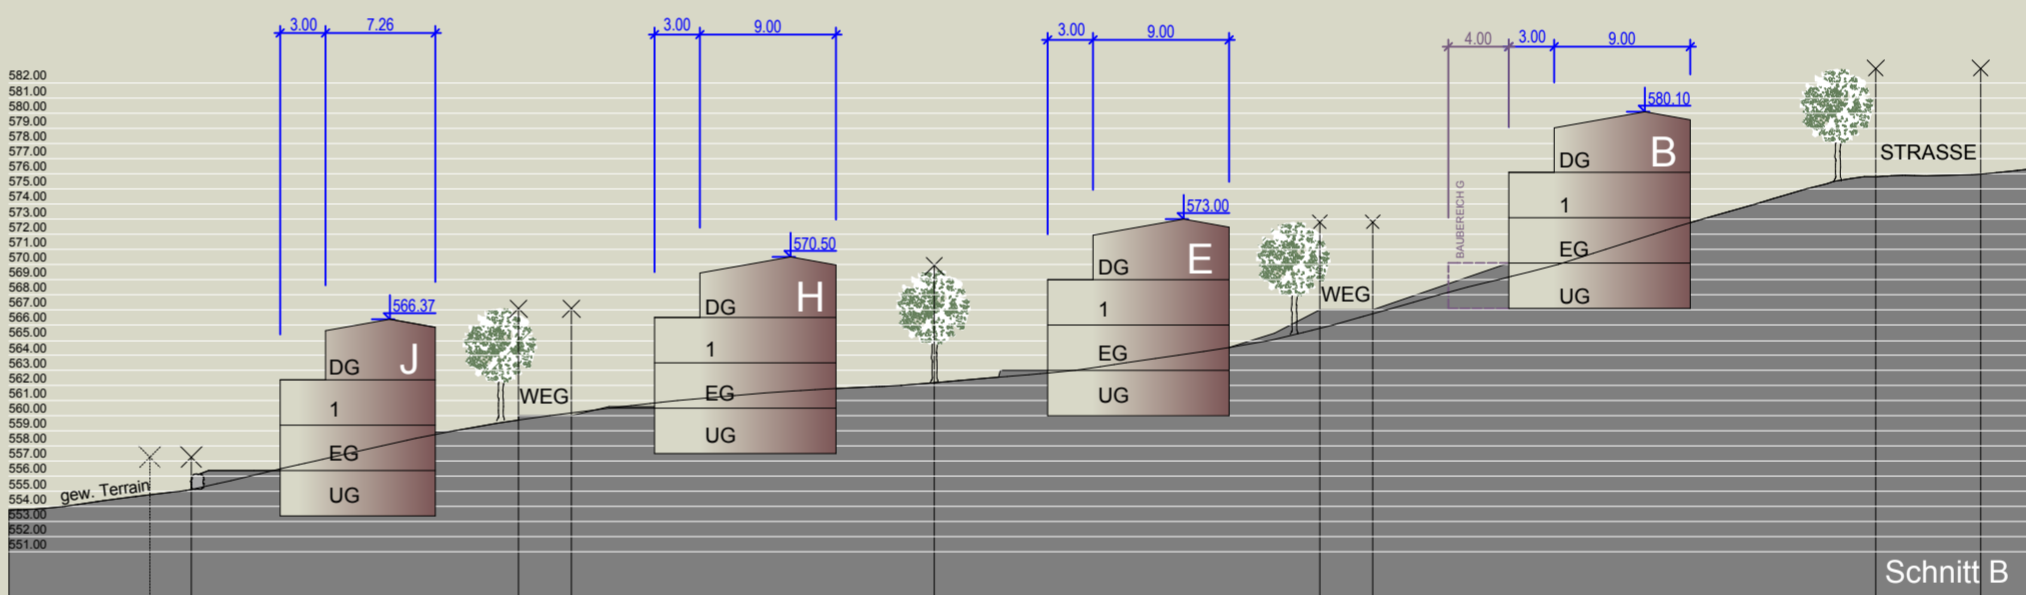 3.00 7.26
3.00 9.00
3.00 9.00
4.00 3.00 9.00
582.00
581.00
580.00
579.00
578.00
577.00
576.00
575.00
574.00
573.00
572.00
571.00
570.00
569.00
568.00
567.00
566.00
565.00
564.00
563.00
562.00
561.00
560.00
559.00
558.00
557.00
556.00
555.00
554.00
553.00
552.00
551.00
gew. Terrain
566.37
DG J
1
EG
UG
WEG
570.50
DG H
1
EG
UG
573.00
DG E
1
EG
UG
WEG
BAUBEREICH G
580.10
DG B
1
EG
UG
STRASSE
Schnitt B